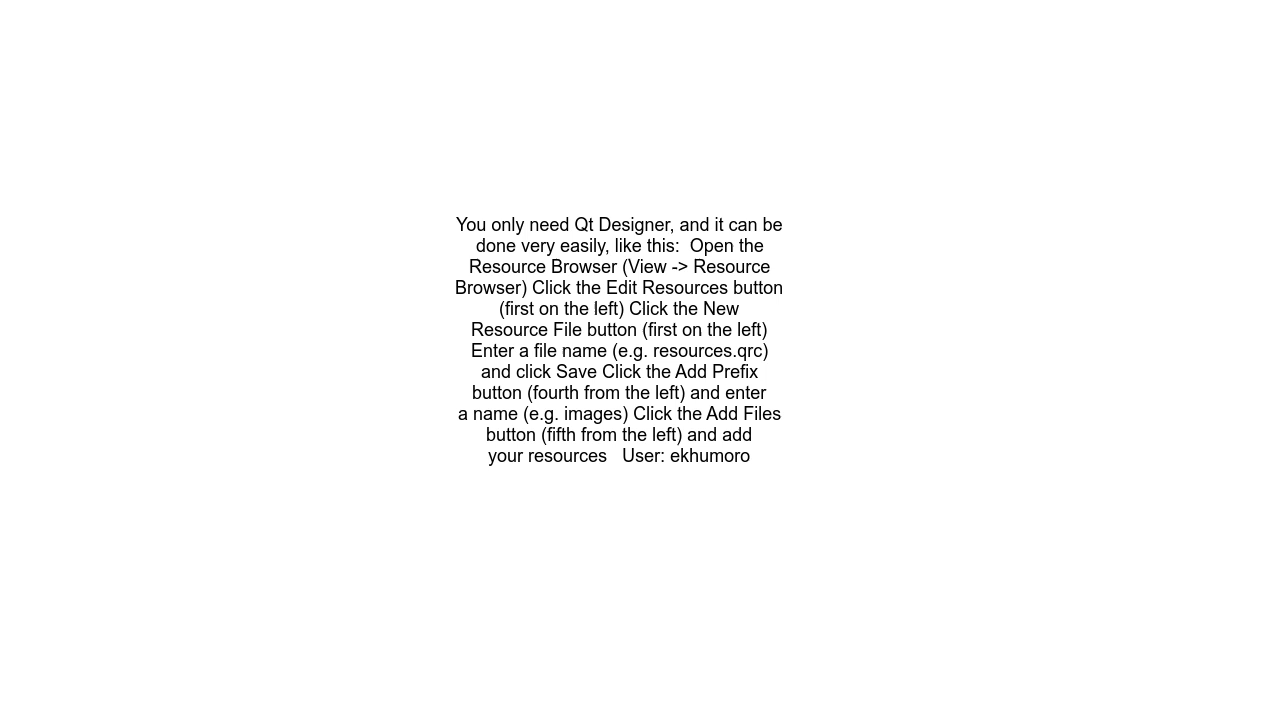 You only need Qt Designer, and it can be
done very easily, like this:  Open the
Resource Browser (View -> Resource
Browser) Click the Edit Resources button
(first on the left) Click the New
Resource File button (first on the left)
Enter a file name (e.g. resources.qrc)
and click Save Click the Add Prefix
button (fourth from the left) and enter
a name (e.g. images) Click the Add Files
button (fifth from the left) and add
your resources   User: ekhumoro